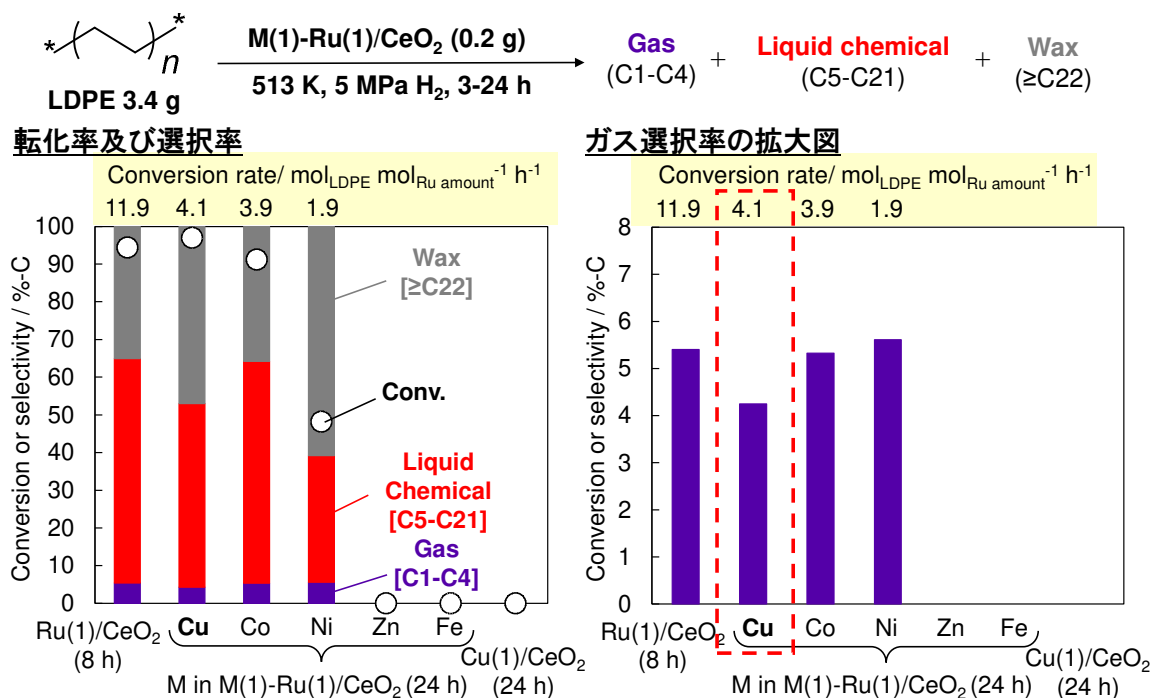 * ( ) n *
LDPE 3.4 g
M(1)-Ru(1)/CeO₂ (0.2 g)
513 K, 5 MPa H₂, 3-24 h
Gas + Liquid chemical + Wax
(C1-C4) (C5-C21) (≥C22)
転化率及び選択率
Conversion rate/ mol_LDPE mol_Ru amount⁻¹ h⁻¹
11.9 4.1 3.9 1.9
Conversion or selectivity / %-C
100
90
80
70
60
50
40
30
20
10
0
Wax
[≥C22]
Conv.
Liquid
Chemical
[C5-C21]
Gas
[C1-C4]
Ru(1)/CeO₂
(8 h)
Cu Co Ni Zn Fe
Cu(1)/CeO₂
(24 h)
M in M(1)-Ru(1)/CeO₂ (24 h)
ガス選択率の拡大図
Conversion rate/ mol_LDPE mol_Ru amount⁻¹ h⁻¹
11.9 4.1 3.9 1.9
Conversion or selectivity / %-C
8
7
6
5
4
3
2
1
0
Ru(1)/CeO₂
(8 h)
Cu Co Ni Zn Fe
Cu(1)/CeO₂
(24 h)
M in M(1)-Ru(1)/CeO₂ (24 h)